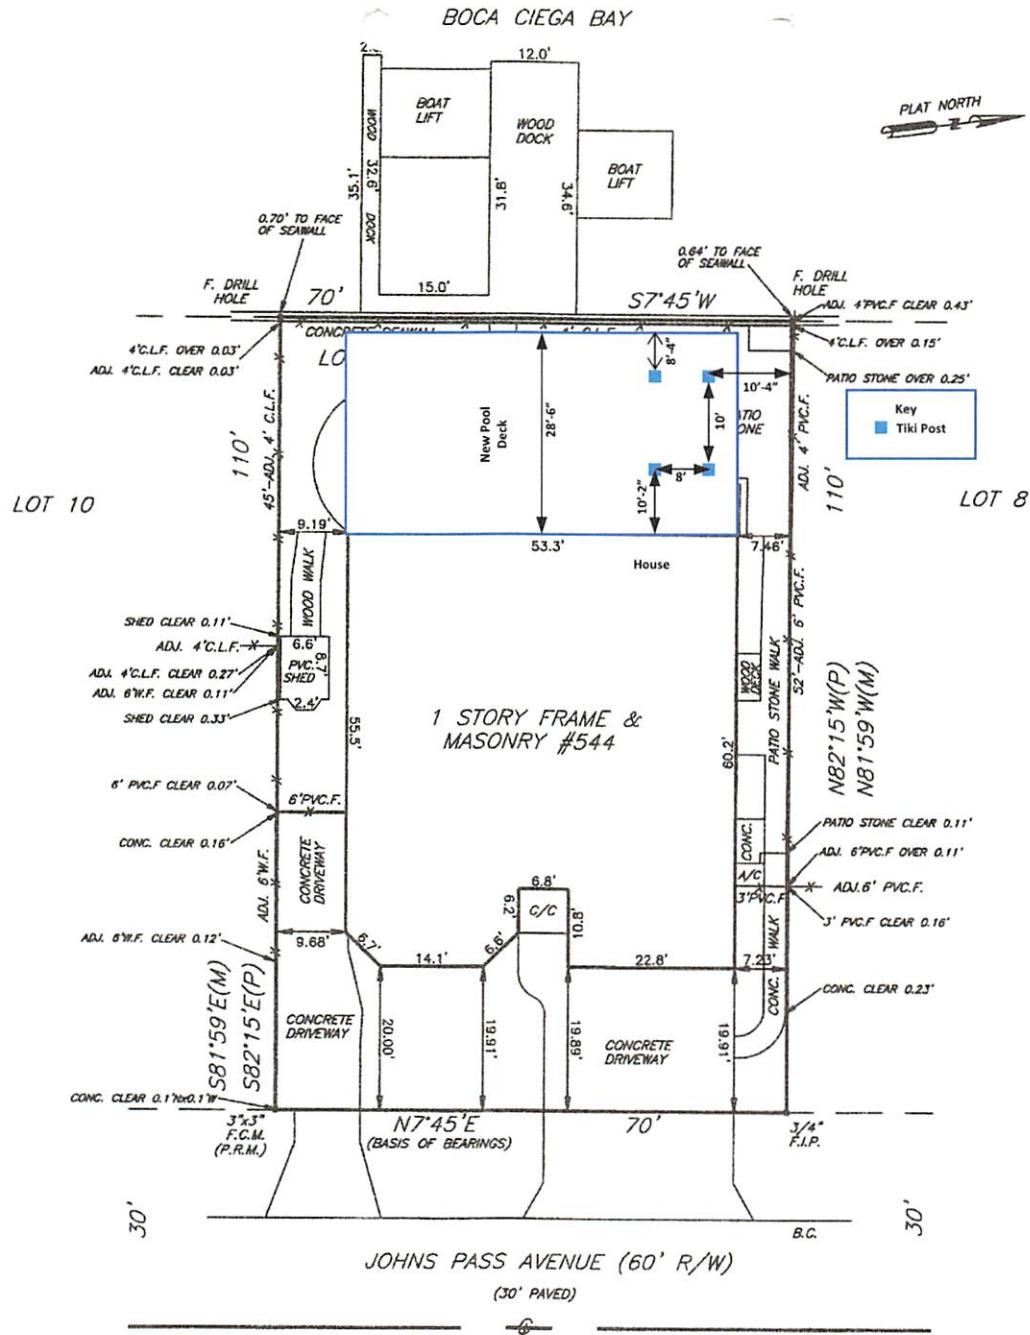 BOCA CIEGA BAY
12.0'
BOAT
LIFT
WOOD
DOCK
PLAT NORTH
N
WOOD
DOCK
35.1'
32.6'
31.8'
34.6'
BOAT
LIFT
0.70' TO FACE
OF SEAWALL
0.64' TO FACE
OF SEAWALL
15.0'
F. DRILL
HOLE
70'
S7°45'W
F. DRILL
HOLE
ADJ. 4'PVC.F CLEAR 0.43'
4'C.L.F. OVER 0.03'
ADJ. 4'C.L.F. CLEAR 0.03'
LO
4'C.L.F. OVER 0.15'
8'-4"
PATIO STONE OVER 0.25'
10'-4"
Key
Tiki Post
110'
45'-ADJ. 4' C.L.F.
New Pool
Deck
28'-6"
10'
8'
10'-2"
ADJ. 4' PVC.F.
110'
LOT 10
LOT 8
9.19'
53.3'
7.46'
House
WOOD WALK
SHED CLEAR 0.11'
ADJ. 4'C.L.F.
ADJ. 4'C.L.F. CLEAR 0.27'
ADJ. 6'W.F. CLEAR 0.11'
SHED CLEAR 0.33'
6.6'
PVC.
SHED
2.4'
52'-ADJ. 6' PVC.F.
WOOD
DECK
PATIO STONE WALK
55.5'
1 STORY FRAME &
MASONRY #544
60.2'
N82°15'W(P)
N81°59'W(M)
6' PVC.F CLEAR 0.07'
6'PVC.F.
CONC. CLEAR 0.16'
CONCRETE
DRIVEWAY
ADJ. 6'W.F.
PATIO STONE CLEAR 0.11'
CONC.
A/C
ADJ. 6'PVC.F OVER 0.11'
ADJ.6' PVC.F.
3'PVC.F
3' PVC.F CLEAR 0.16'
6.8'
6.2'
C/C
10.8'
ADJ. 6'W.F. CLEAR 0.12'
9.68'
6.7'
14.1'
6.6'
22.8'
7.23'
CONC. WALK
CONC. CLEAR 0.23'
S81°59'E(M)
S82°15'E(P)
CONCRETE
DRIVEWAY
20.00'
19.91'
19.89'
CONCRETE
DRIVEWAY
19.91'
3"x3"
F.C.M.
(P.R.M.)
N7°45'E
(BASIS OF BEARINGS)
70'
3/4"
F.I.P.
30'
30'
B.C.
JOHNS PASS AVENUE (60' R/W)
(30' PAVED)